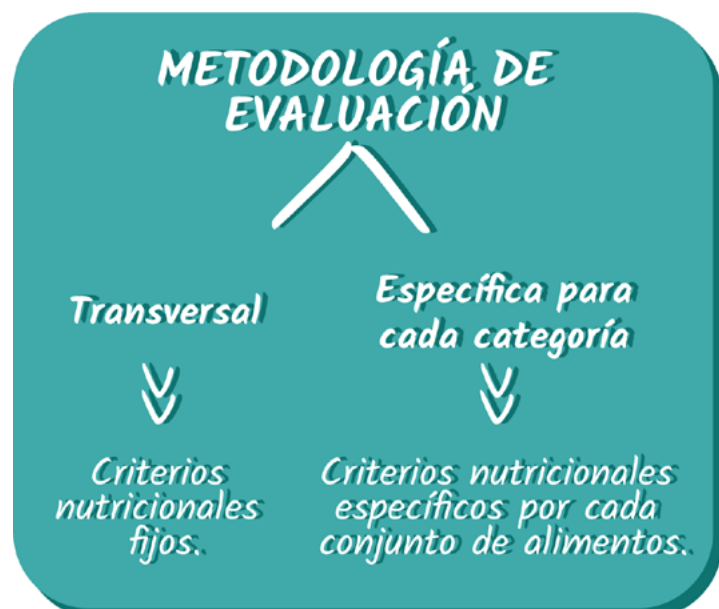 METODOLOGÍA DE
EVALUACIÓN
Transversal
Específica para
cada categoría
Criterios
nutricionales
fijos.
Criterios nutricionales
específicos por cada
conjunto de alimentos.